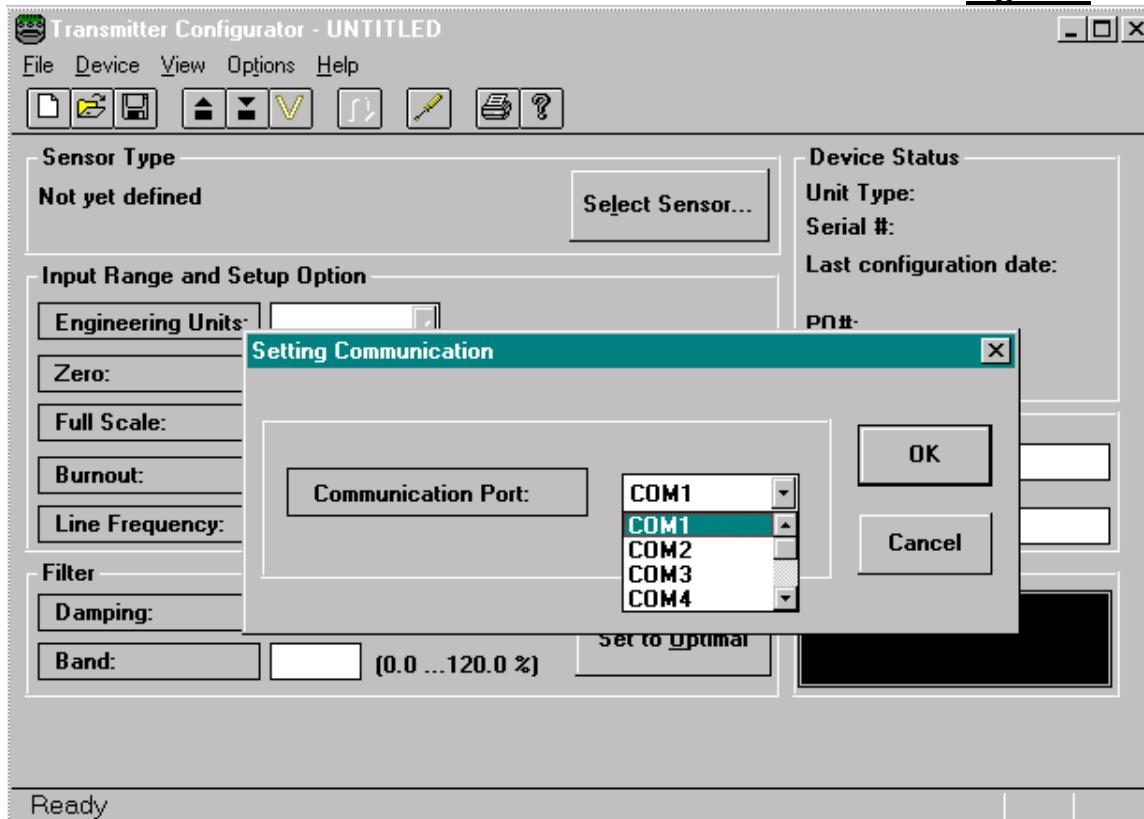 Transmitter Configurator - UNTITLED
File Device View Options Help
Sensor Type
Not yet defined
Select Sensor...
Device Status
Unit Type:
Serial #:
Last configuration date:
PO#:
Input Range and Setup Option
Engineering Units:
Zero:
Full Scale:
Burnout:
Line Frequency:
Setting Communication
Communication Port:
COM1
COM1
COM2
COM3
COM4
OK
Cancel
Filter
Damping:
Band:
(0.0 ...120.0 %)
Set to Optimal
Ready